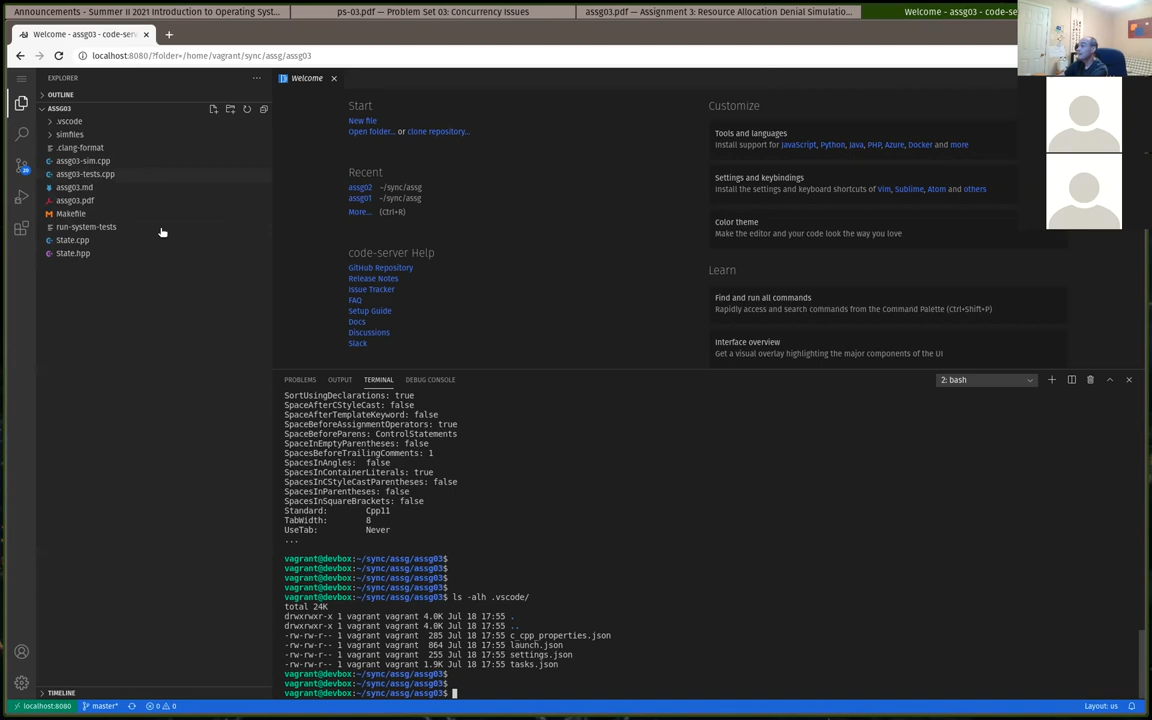 Announcements - Summer II 2021 Introduction to Operating Syst...
ps-03.pdf — Problem Set 03: Concurrency Issues
assg03.pdf — Assignment 3: Resource Allocation Denial Simulatio...
Welcome - assg03 - code-se
Welcome - assg03 - code-serv
localhost:8080/?folder=/home/vagrant/sync/assg/assg03
EXPLORER
OUTLINE
ASSG03
.vscode
simfiles
.clang-format
assg03-sim.cpp
assg03-tests.cpp
assg03.md
assg03.pdf
Makefile
run-system-tests
State.cpp
State.hpp
TIMELINE
Welcome
Start
New file
Open folder... or clone repository...
Recent
assg02 ~/sync/assg
assg01 ~/sync/assg
More... (Ctrl+R)
code-server Help
GitHub Repository
Release Notes
Issue Tracker
FAQ
Setup Guide
Docs
Discussions
Slack
Customize
Tools and languages
Install support for JavaScript, Python, Java, PHP, Azure, Docker and more
Settings and keybindings
Install the settings and keyboard shortcuts of Vim, Sublime, Atom and others
Color theme
Make the editor and your code look the way you love
Learn
Find and run all commands
Rapidly access and search commands from the Command Palette (Ctrl+Shift+P)
Interface overview
Get a visual overlay highlighting the major components of the UI
PROBLEMS OUTPUT TERMINAL DEBUG CONSOLE
2: bash
SortUsingDeclarations: true
SpaceAfterCStyleCast: false
SpaceAfterTemplateKeyword: false
SpaceBeforeAssignmentOperators: true
SpaceBeforeParens: ControlStatements
SpaceInEmptyParentheses: false
SpacesBeforeTrailingComments: 1
SpacesInAngles: false
SpacesInContainerLiterals: true
SpacesInCStyleCastParentheses: false
SpacesInParentheses: false
SpacesInSquareBrackets: false
Standard: Cpp11
TabWidth: 8
UseTab: Never
...
vagrant@devbox:~/sync/assg/assg03$
vagrant@devbox:~/sync/assg/assg03$
vagrant@devbox:~/sync/assg/assg03$
vagrant@devbox:~/sync/assg/assg03$
vagrant@devbox:~/sync/assg/assg03$ ls -alh .vscode/
total 24K
drwxrwxr-x 1 vagrant vagrant 4.0K Jul 18 17:55 .
drwxrwxr-x 1 vagrant vagrant 4.0K Jul 18 17:55 ..
-rw-rw-r-- 1 vagrant vagrant 285 Jul 18 17:55 c_cpp_properties.json
-rw-rw-r-- 1 vagrant vagrant 864 Jul 18 17:55 launch.json
-rw-rw-r-- 1 vagrant vagrant 255 Jul 18 17:55 settings.json
-rw-rw-r-- 1 vagrant vagrant 1.9K Jul 18 17:55 tasks.json
vagrant@devbox:~/sync/assg/assg03$
vagrant@devbox:~/sync/assg/assg03$
vagrant@devbox:~/sync/assg/assg03$
localhost:8080 master* 0 0 Layout: us